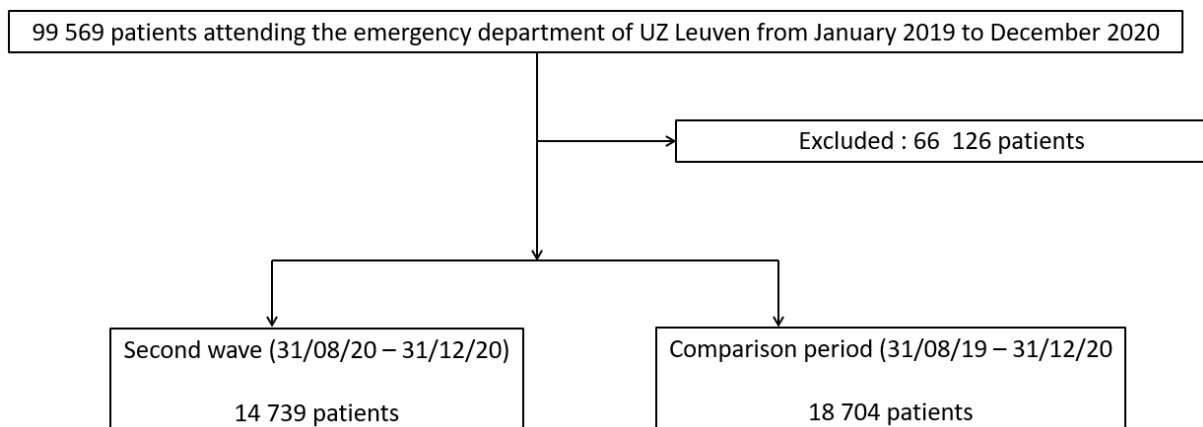 99 569 patients attending the emergency department of UZ Leuven from January 2019 to December 2020
Excluded : 66  126 patients
Second wave (31/08/20 – 31/12/20)
14 739 patients
Comparison period (31/08/19 – 31/12/20
18 704 patients